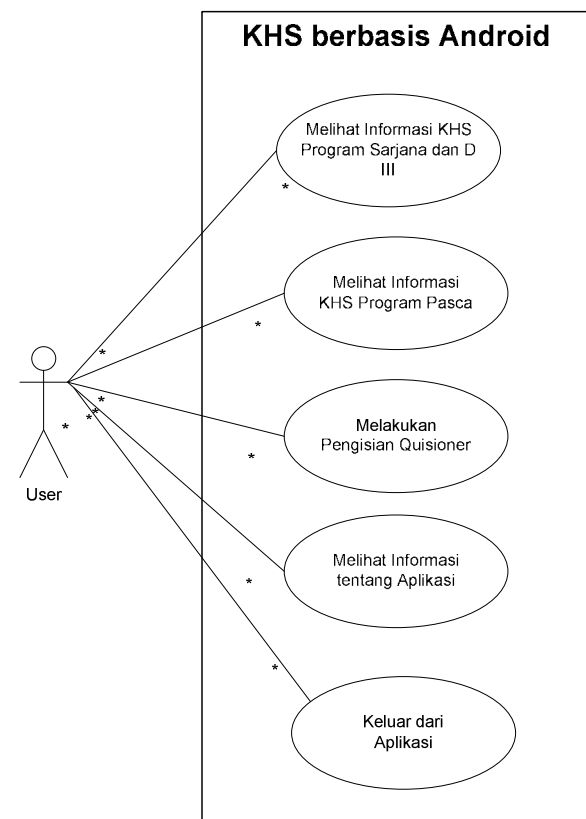 KHS berbasis Android
Melihat Informasi KHS
Program Sarjana dan D
III
*
Melihat Informasi
KHS Program Pasca
*
*
Melakukan
Pengisian Quisioner
*
*
*
*
*
User
Melihat Informasi
tentang Aplikasi
*
*
Keluar dari
Aplikasi